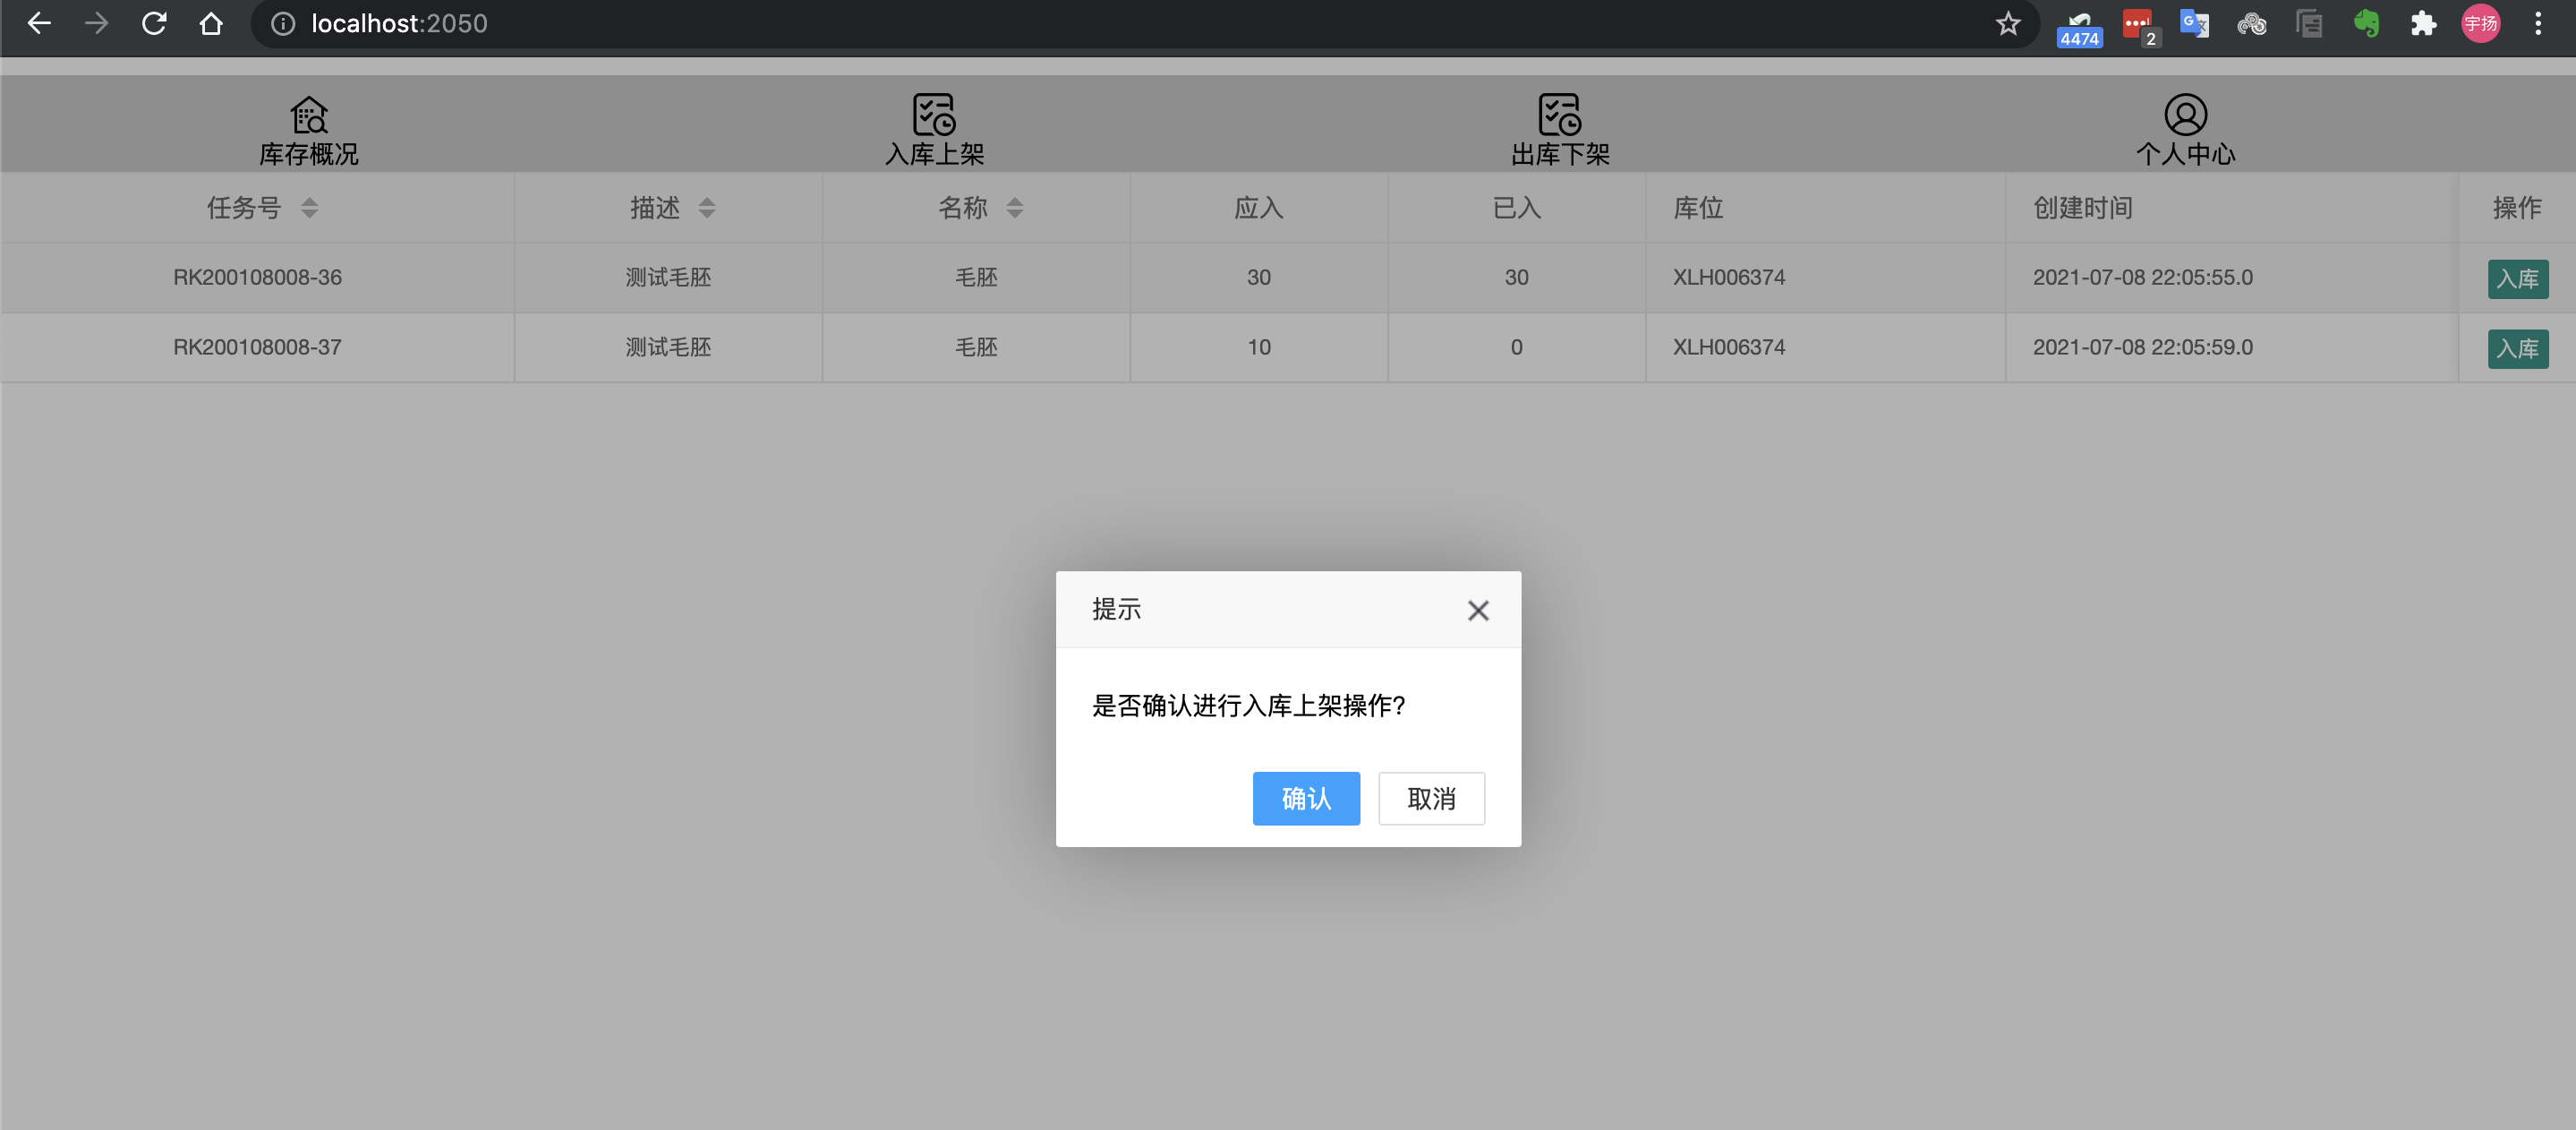 localhost:2050
4474
2
宇扬
库存概况
入库上架
出库下架
个人中心
任务号 描述 名称 应入 已入 库位 创建时间 操作
RK200108008-36 测试毛胚 毛胚 30 30 XLH006374 2021-07-08 22:05:55.0 入库
RK200108008-37 测试毛胚 毛胚 10 0 XLH006374 2021-07-08 22:05:59.0 入库
提示
是否确认进行入库上架操作?
确认 取消